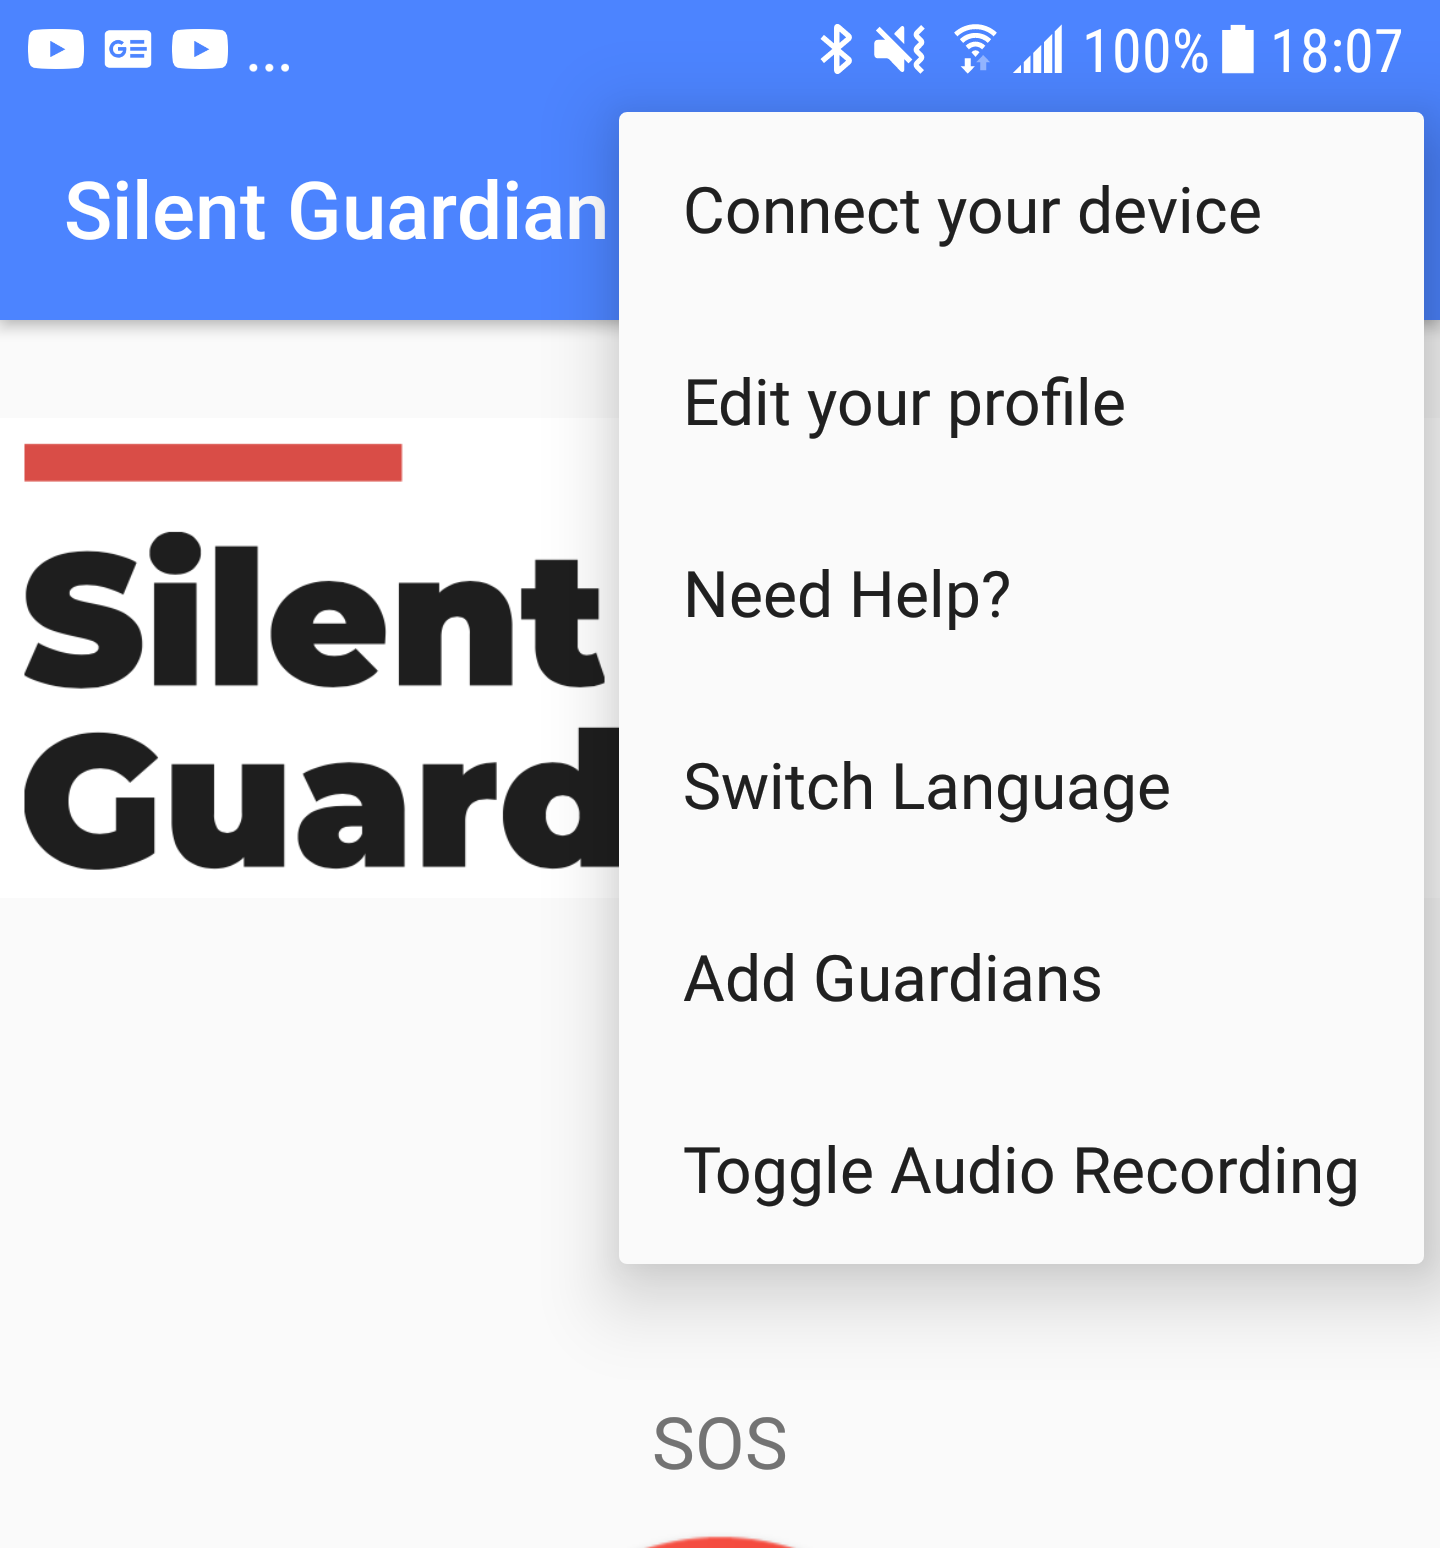 ... 100% 18:07
Silent Guardian
Connect your device
Edit your profile
Need Help?
Switch Language
Add Guardians
Toggle Audio Recording
Silent
Guard
SOS